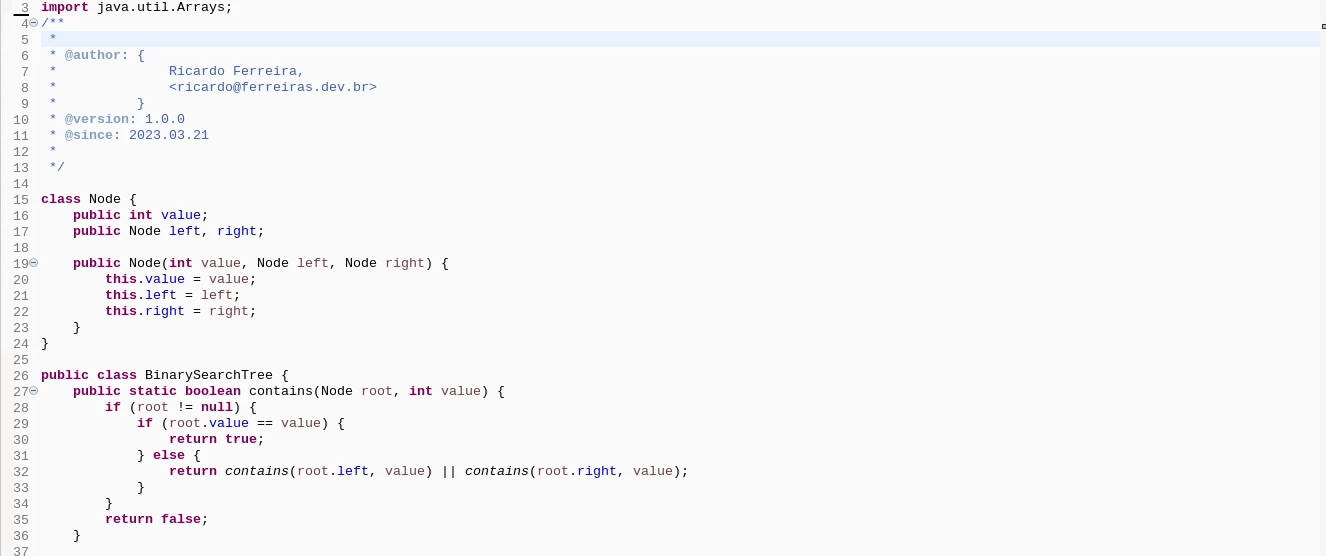 3 import java.util.Arrays;
4 /**
5  *
6  * @author: {
7  *              Ricardo Ferreira,
8  *              <ricardo@ferreiras.dev.br>
9  *          }
10  * @version: 1.0.0
11  * @since: 2023.03.21
12  *
13  */
14
15 class Node {
16     public int value;
17     public Node left, right;
18
19     public Node(int value, Node left, Node right) {
20         this.value = value;
21         this.left = left;
22         this.right = right;
23     }
24 }
25
26 public class BinarySearchTree {
27     public static boolean contains(Node root, int value) {
28         if (root != null) {
29             if (root.value == value) {
30                 return true;
31             } else {
32                 return contains(root.left, value) || contains(root.right, value);
33             }
34         }
35         return false;
36     }
37